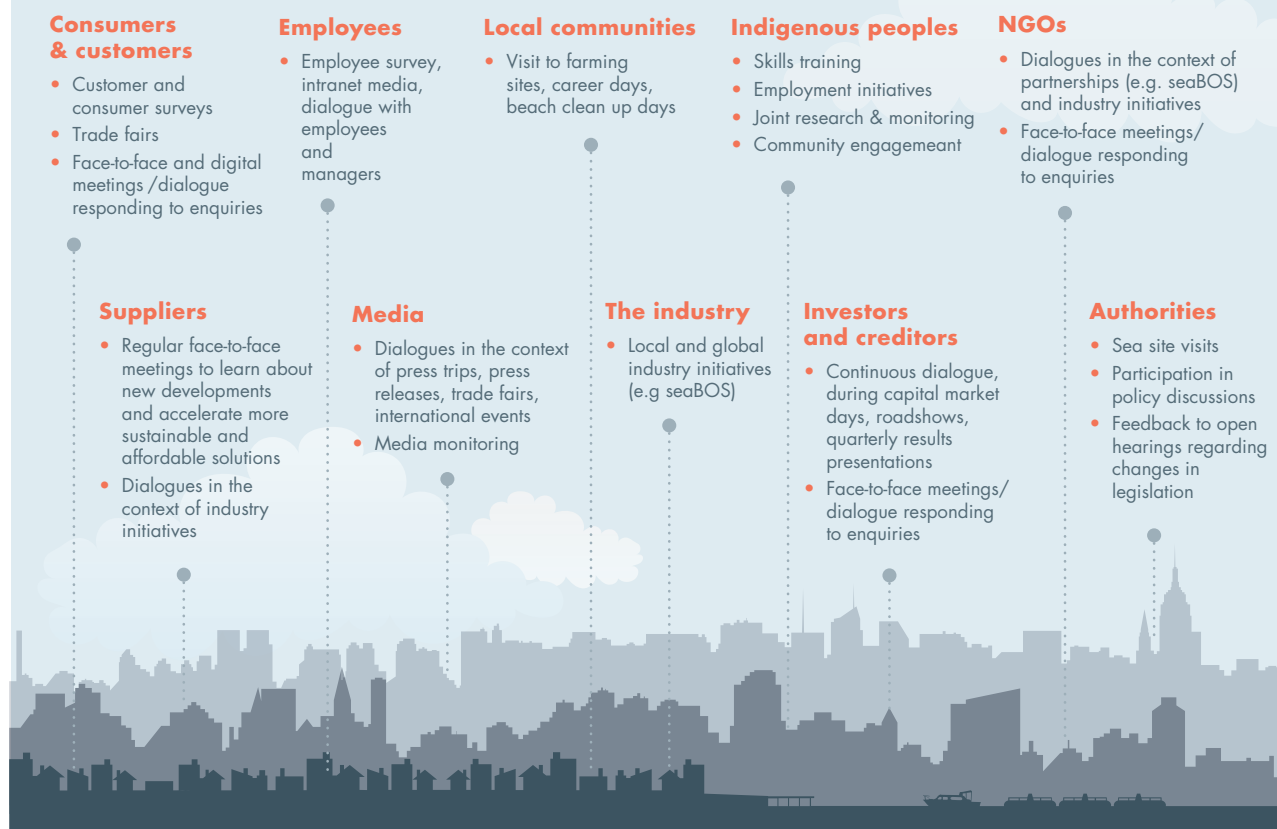 Consumers
& customers
• Customer and
consumer surveys
• Trade fairs
• Face-to-face and digital
meetings /dialogue
responding to enquiries
Employees
• Employee survey,
intranet media,
dialogue with
employees
and
managers
Local communities
• Visit to farming
sites, career days,
beach clean up days
Indigenous peoples
• Skills training
• Employment initiatives
• Joint research & monitoring
• Community engagemeant
NGOs
• Dialogues in the context of
partnerships (e.g. seaBOS)
and industry initiatives
• Face-to-face meetings/
dialogue responding
to enquiries
Suppliers
• Regular face-to-face
meetings to learn about
new developments
and accelerate more
sustainable and
affordable solutions
• Dialogues in the
context of industry
initiatives
Media
• Dialogues in the context
of press trips, press
releases, trade fairs,
international events
• Media monitoring
The industry
• Local and global
industry initiatives
(e.g seaBOS)
Investors
and creditors
• Continuous dialogue,
during capital market
days, roadshows,
quarterly results
presentations
• Face-to-face meetings/
dialogue responding
to enquiries
Authorities
• Sea site visits
• Participation in
policy discussions
• Feedback to open
hearings regarding
changes in
legislation